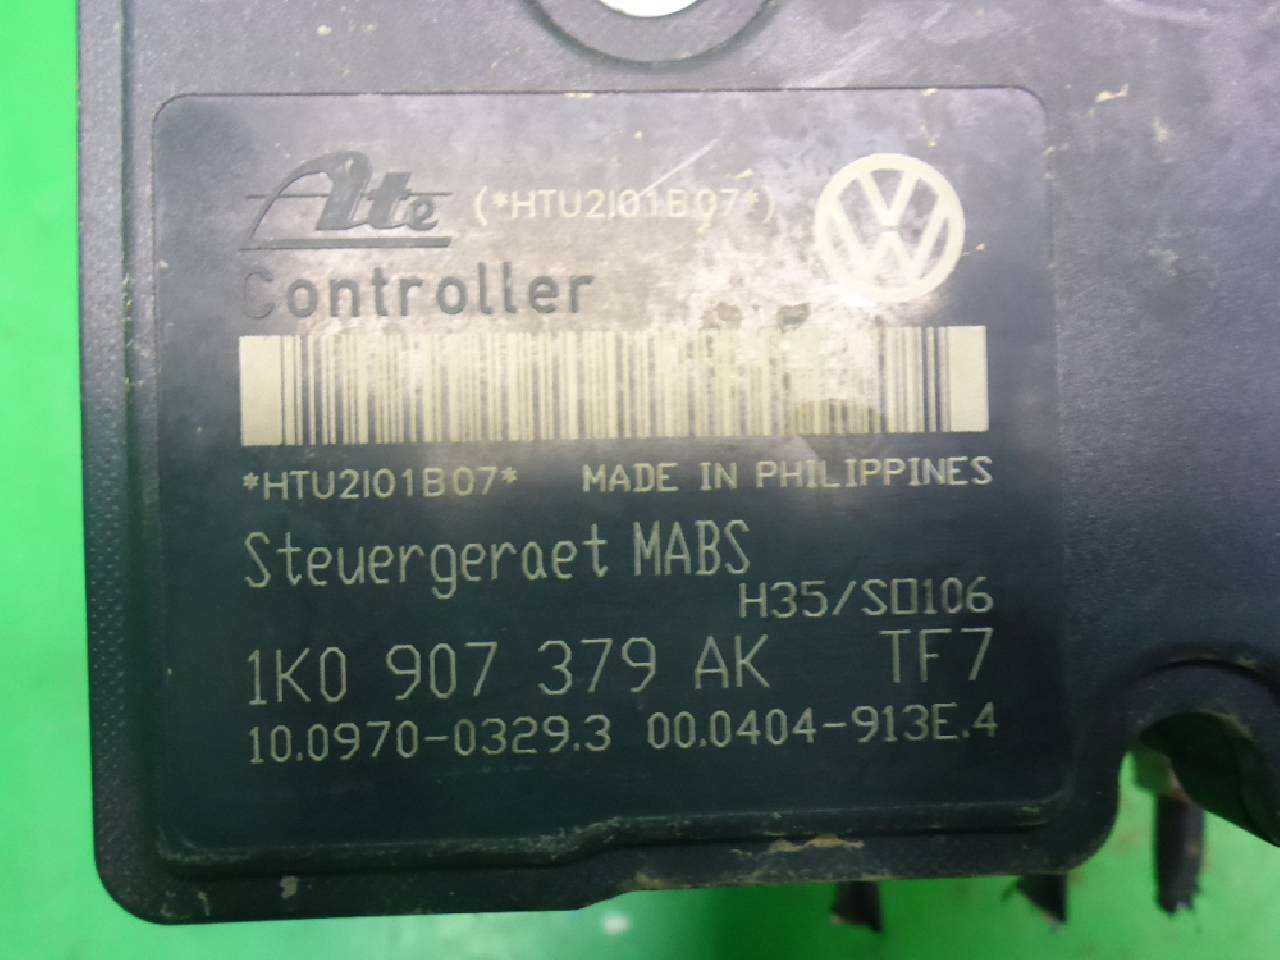 Ate (*HTU2I01B07*)
Controller
*HTU2I01B07* MADE IN PHILIPPINES
Steuergeraet MABS
H35/S□106
1K0 907 379 AK TF7
10.0970-0329.3 00.0404-913E.4